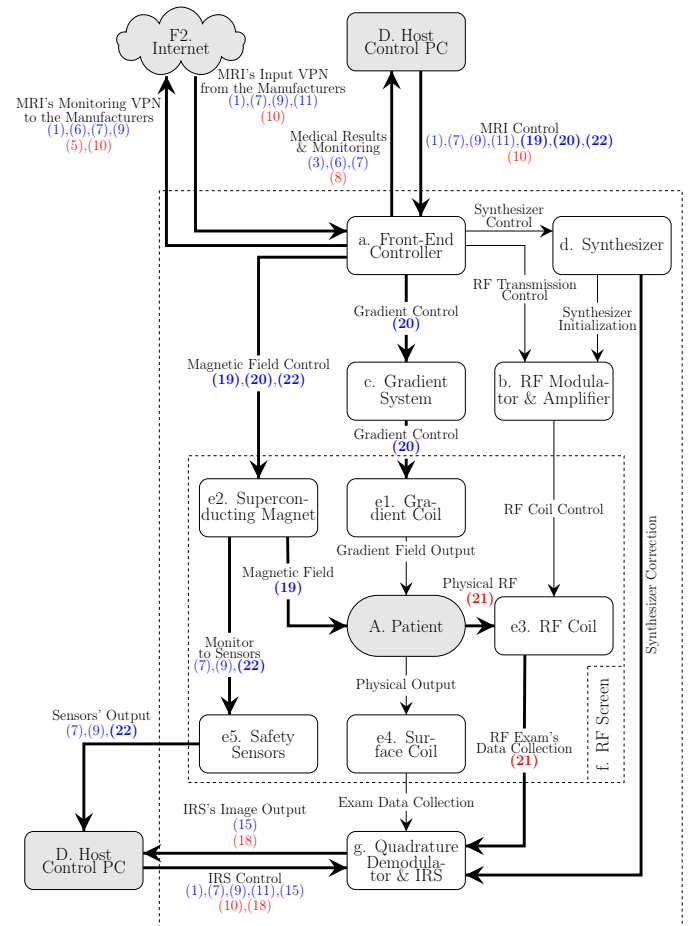 F2.
Internet
D. Host
Control PC
MRI's Input VPN
from the Manufacturers
(1),(7),(9),(11)
(10)
MRI's Monitoring VPN
to the Manufacturers
(1),(6),(7),(9)
(5),(10)
Medical Results
& Monitoring
(3),(6),(7)
(8)
MRI Control
(1),(7),(9),(11),(19),(20),(22)
(10)
a. Front-End
Controller
Synthesizer
Control
d. Synthesizer
RF Transmission
Control
Synthesizer
Initialization
Gradient Control
(20)
Magnetic Field Control
(19),(20),(22)
c. Gradient
System
b. RF Modula-
tor & Amplifier
Gradient Control
(20)
e2. Supercon-
ducting Magnet
e1. Gra-
dient Coil
RF Coil Control
Gradient Field Output
Magnetic Field
(19)
Physical RF
(21)
A. Patient
e3. RF Coil
Synthesizer Correction
Monitor
to Sensors
(7),(9),(22)
Physical Output
f. RF Screen
Sensors' Output
(7),(9),(22)
e5. Safety
Sensors
e4. Sur-
face Coil
RF Exam's
Data Collection
(21)
Exam Data Collection
IRS's Image Output
(15)
(18)
D. Host
Control PC
g. Quadrature
Demodula-
tor & IRS
IRS Control
(1),(7),(9),(11),(15)
(10),(18)